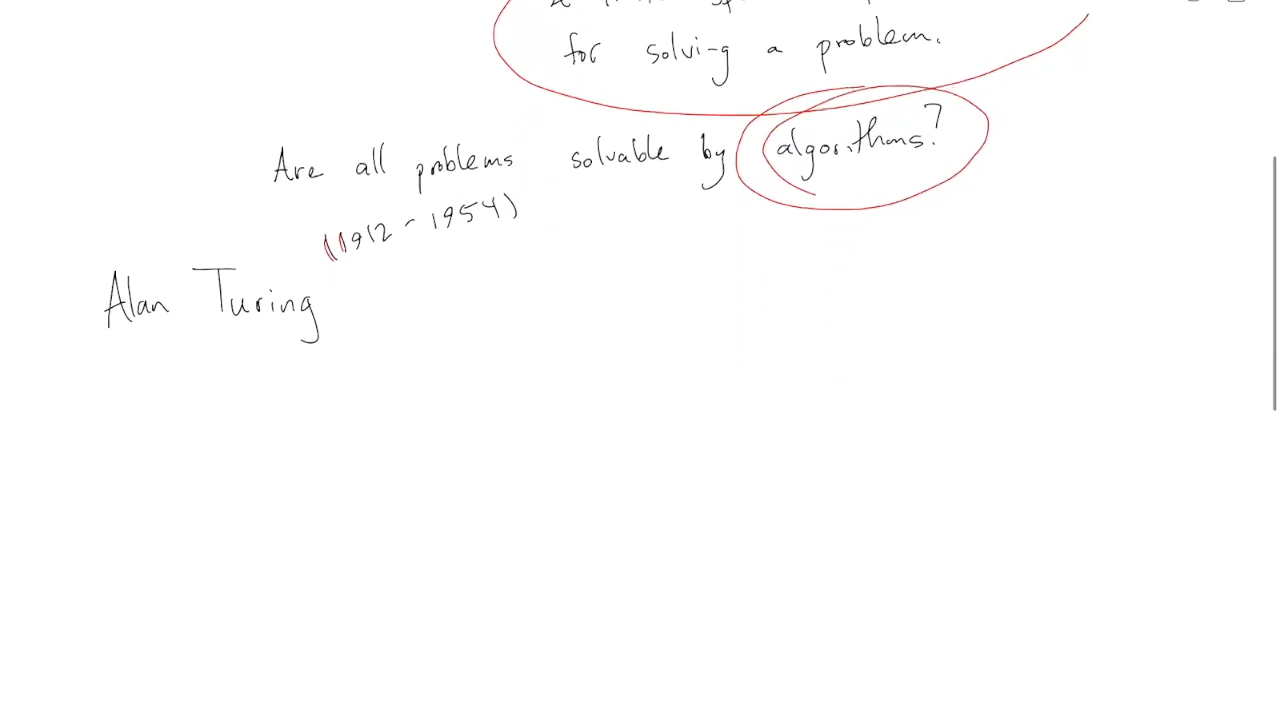 for solving a problem.
Are all problems solvable by algorithms?
(1912 - 1954)
Alan Turing